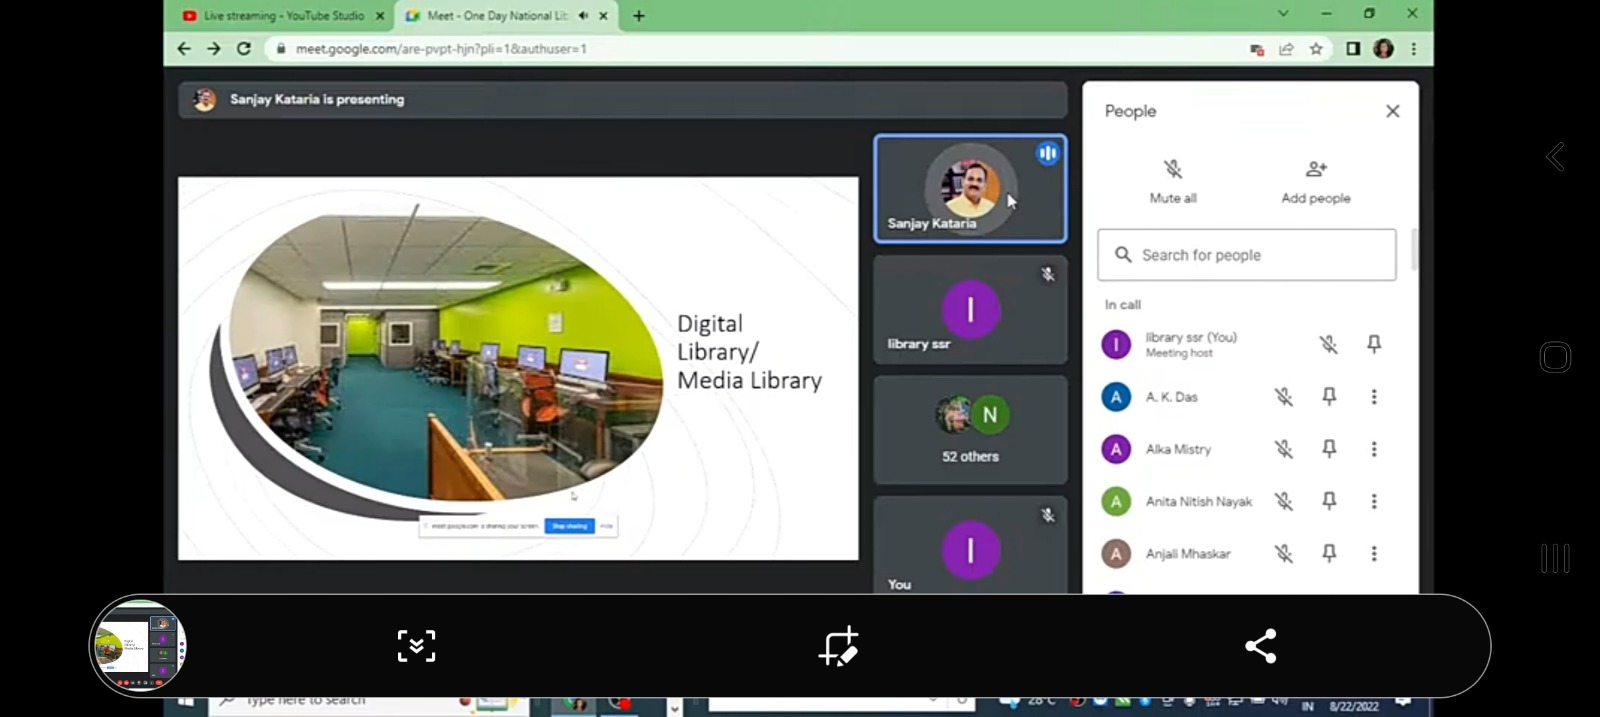 Live streaming - YouTube Studio
Meet - One Day National Lib
meet.google.com/are-pvpt-hjn?pli=1&authuser=1
Sanjay Kataria is presenting
Digital
Library/
Media Library
meet.google.com is sharing your screen.
Stop sharing
Hide
Sanjay Kataria
I
library ssr
N
52 others
I
You
People
Mute all
Add people
Search for people
In call
I
library ssr (You)
Meeting host
A
A. K. Das
A
Alka Mistry
A
Anita Nitish Nayak
A
Anjali Mhaskar
Type here to search
28°C
IN
8/22/2022